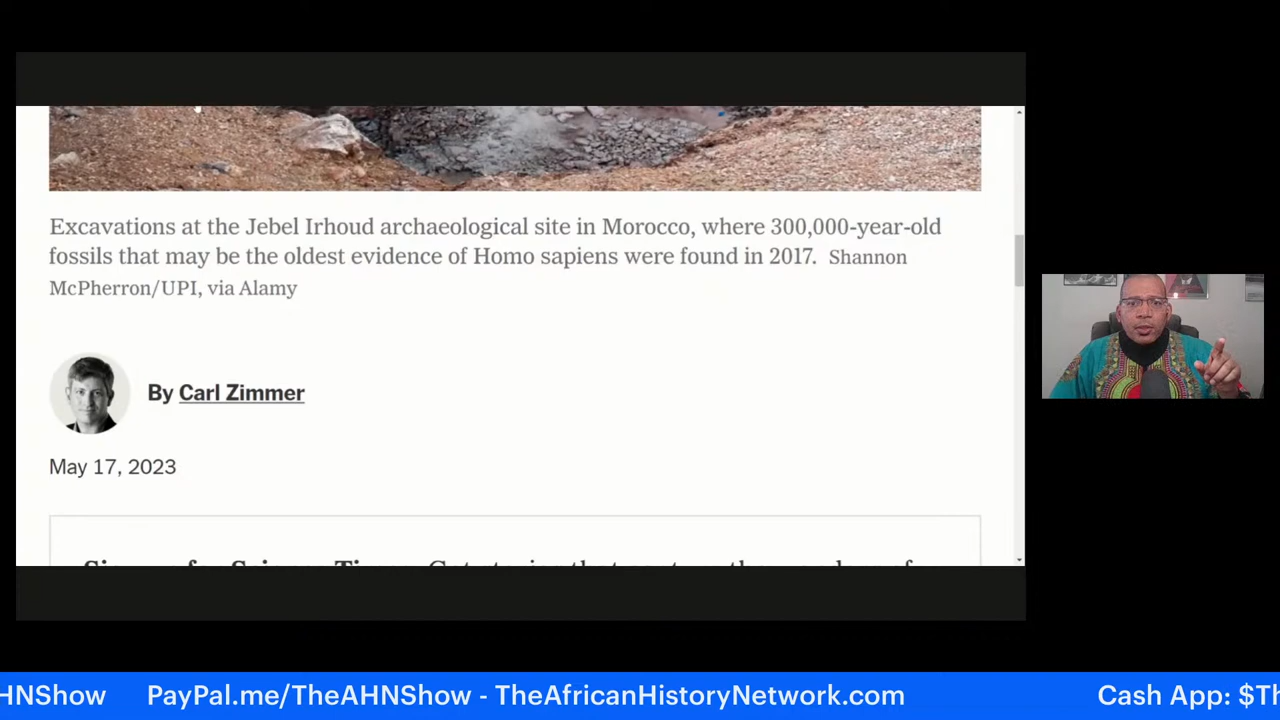 Excavations at the Jebel Irhoud archaeological site in Morocco, where 300,000-year-old
fossils that may be the oldest evidence of Homo sapiens were found in 2017. Shannon
McPherron/UPI, via Alamy
By Carl Zimmer
May 17, 2023
HNShow PayPal.me/TheAHNShow - TheAfricanHistoryNetwork.com Cash App: $Th